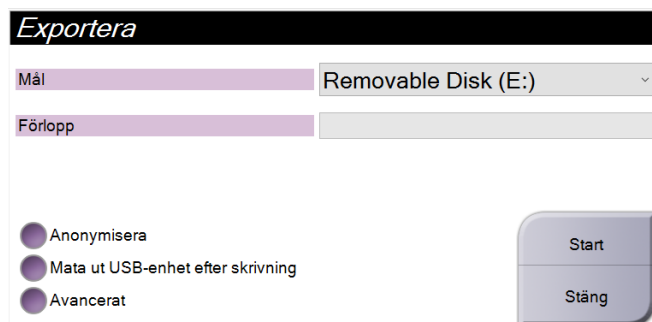 Exportera
Mål
Removable Disk (E:)
Förlopp
Anonymisera
Mata ut USB-enhet efter skrivning
Avancerat
Start
Stäng